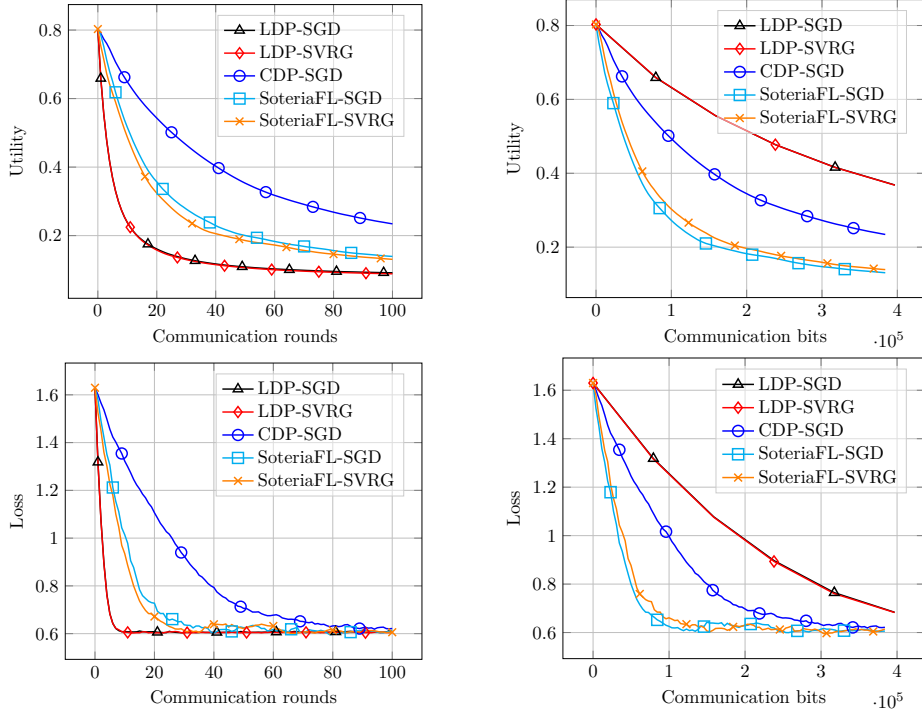 0.8
0.6
0.4
0.2
Utility
LDP-SGD
LDP-SVRG
CDP-SGD
SoteriaFL-SGD
SoteriaFL-SVRG
0 20 40 60 80 100
Communication rounds
0.8
0.6
0.4
0.2
Utility
LDP-SGD
LDP-SVRG
CDP-SGD
SoteriaFL-SGD
SoteriaFL-SVRG
0 1 2 3 4
·10⁵
Communication bits
1.6
1.4
1.2
1
0.8
0.6
Loss
LDP-SGD
LDP-SVRG
CDP-SGD
SoteriaFL-SGD
SoteriaFL-SVRG
0 20 40 60 80 100
Communication rounds
1.6
1.4
1.2
1
0.8
0.6
Loss
LDP-SGD
LDP-SVRG
CDP-SGD
SoteriaFL-SGD
SoteriaFL-SVRG
0 1 2 3 4
·10⁵
Communication bits